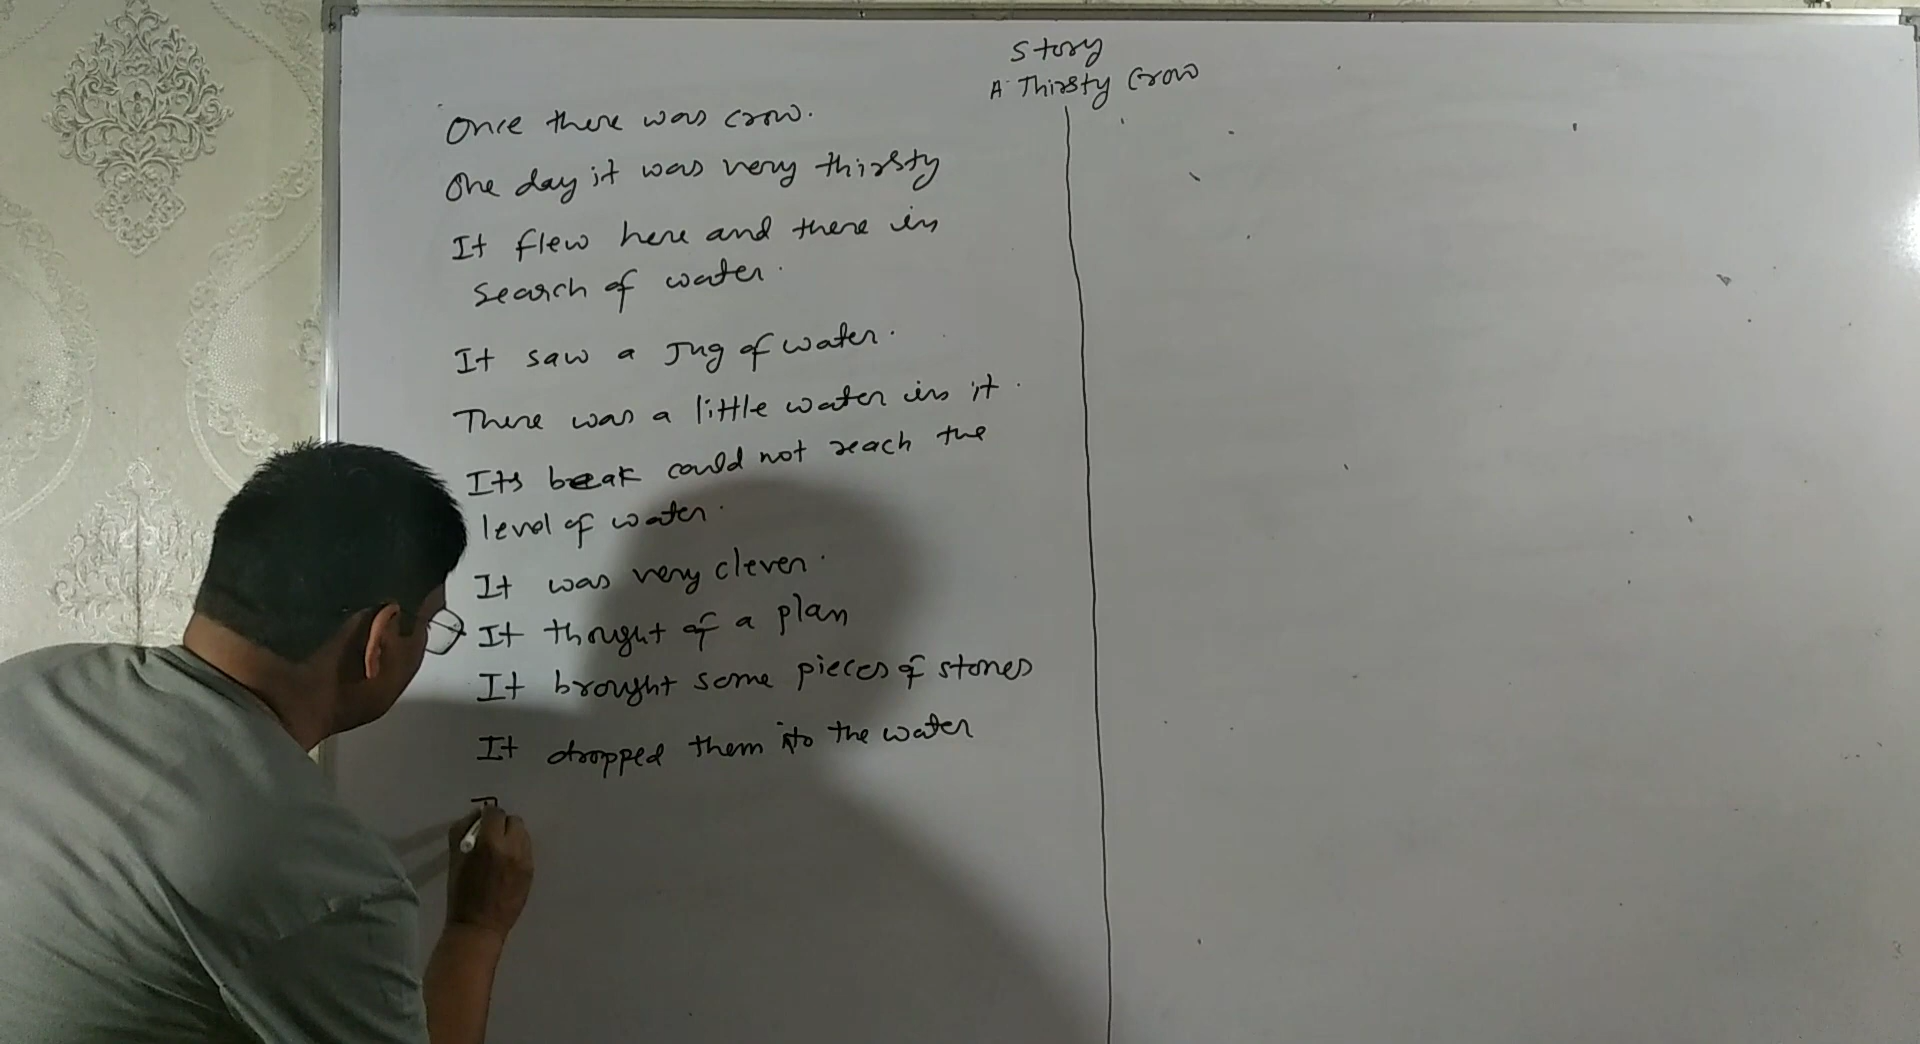 Story
A Thirsty Crow
Once there was crow.
One day it was very thirsty
It flew here and there in
search of water.
It saw a Jug of water.
There was a little water in it.
Its beak could not reach the
level of water.
It was very clever.
It thought of a plan
It brought some pieces of stones
It dropped them into the water